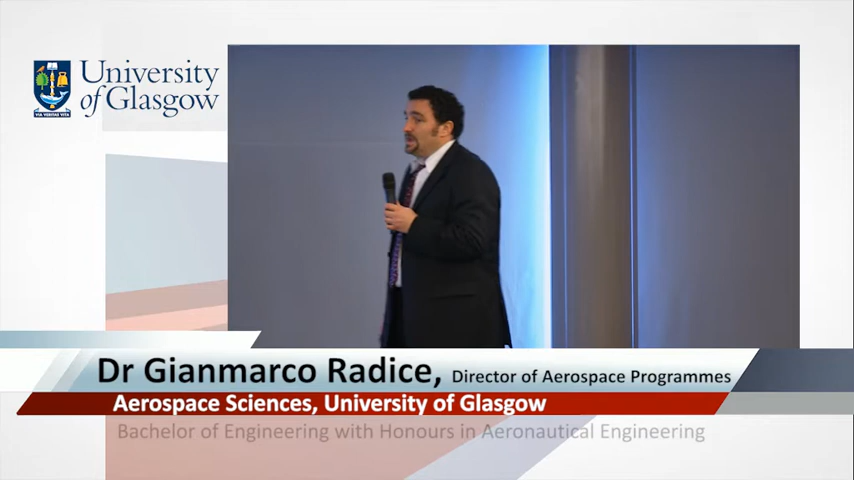 University
of Glasgow
VIA VERITAS VITA
Dr Gianmarco Radice, Director of Aerospace Programmes
Aerospace Sciences, University of Glasgow
Bachelor of Engineering with Honours in Aeronautical Engineering